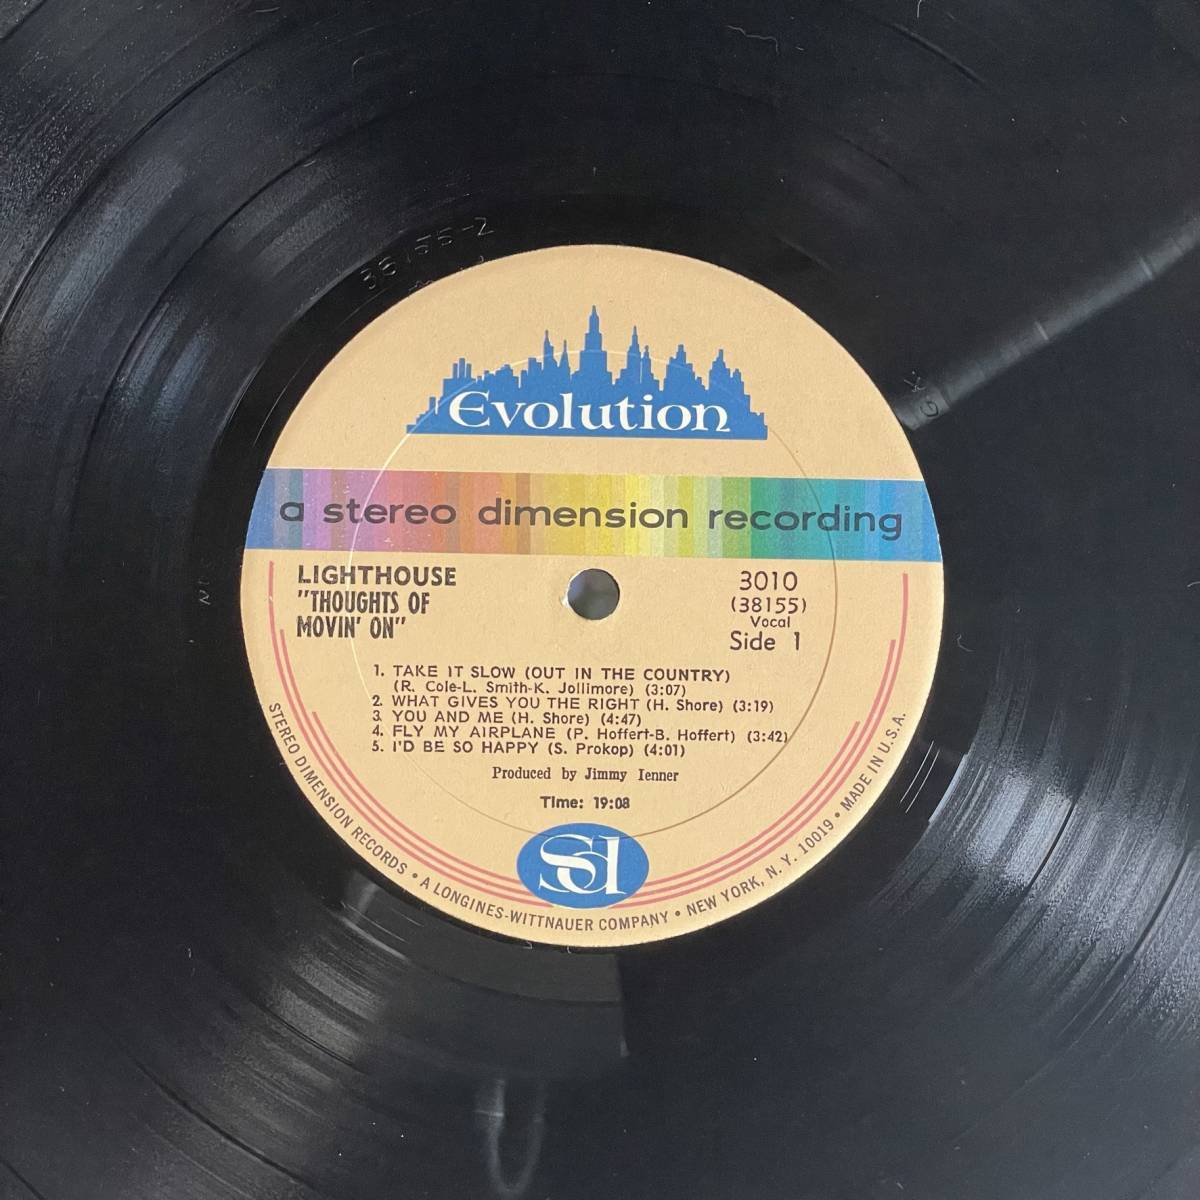 38155-2
Evolution
a stereo dimension recording
LIGHTHOUSE
"THOUGHTS OF
MOVIN' ON"
3010
(38155)
Vocal
Side 1
1. TAKE IT SLOW (OUT IN THE COUNTRY)
(R. Cole-L. Smith-K. Jollimore) (3:07)
2. WHAT GIVES YOU THE RIGHT (H. Shore) (3:19)
3. YOU AND ME (H. Shore) (4:47)
4. FLY MY AIRPLANE (P. Hoffert-B. Hoffert) (3:42)
5. I'D BE SO HAPPY (S. Prokop) (4:01)
Produced by Jimmy Ienner
Time: 19:08
Sd
STEREO DIMENSION RECORDS • A LONGINES-WITTNAUER COMPANY • NEW YORK, N. Y. 10019 • MADE IN U.S.A.